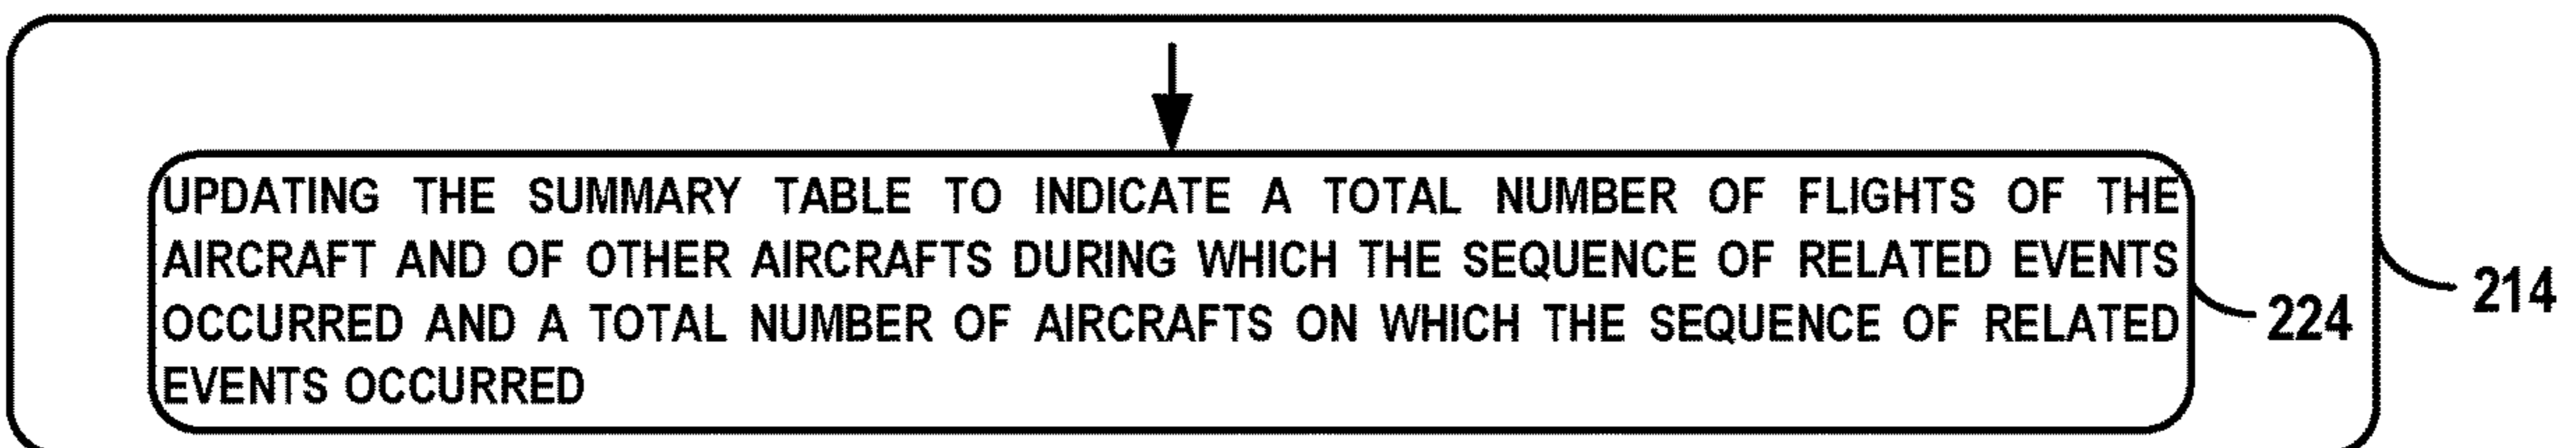 UPDATING THE SUMMARY TABLE TO INDICATE A TOTAL NUMBER OF FLIGHTS OF THE
AIRCRAFT AND OF OTHER AIRCRAFTS DURING WHICH THE SEQUENCE OF RELATED EVENTS
OCCURRED AND A TOTAL NUMBER OF AIRCRAFTS ON WHICH THE SEQUENCE OF RELATED
EVENTS OCCURRED
224
214